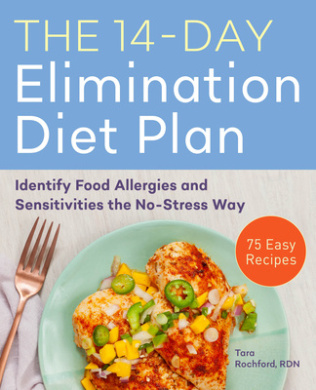 THE 14-DAY
Elimination
Diet Plan
Identify Food Allergies and
Sensitivities the No-Stress Way
75 Easy
Recipes
Tara
Rochford, RDN